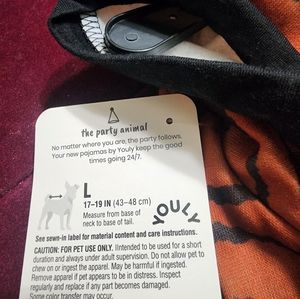 the party animal
No matter where you are, the party follows.
Your new pajamas by Youly keep the good
times going 24/7.
L
17–19 IN (43–48 cm)
Measure from base of
neck to base of tail.
YOULY
See sewn-in label for material content and care instructions.
CAUTION: FOR PET USE ONLY. Intended to be used for a short
duration and always under adult supervision. Do not allow pet to
chew on or ingest the apparel. May be harmful if ingested.
Remove apparel if pet appears to be in distress. Inspect
regularly and replace if any part becomes damaged.
Some color transfer may occur.